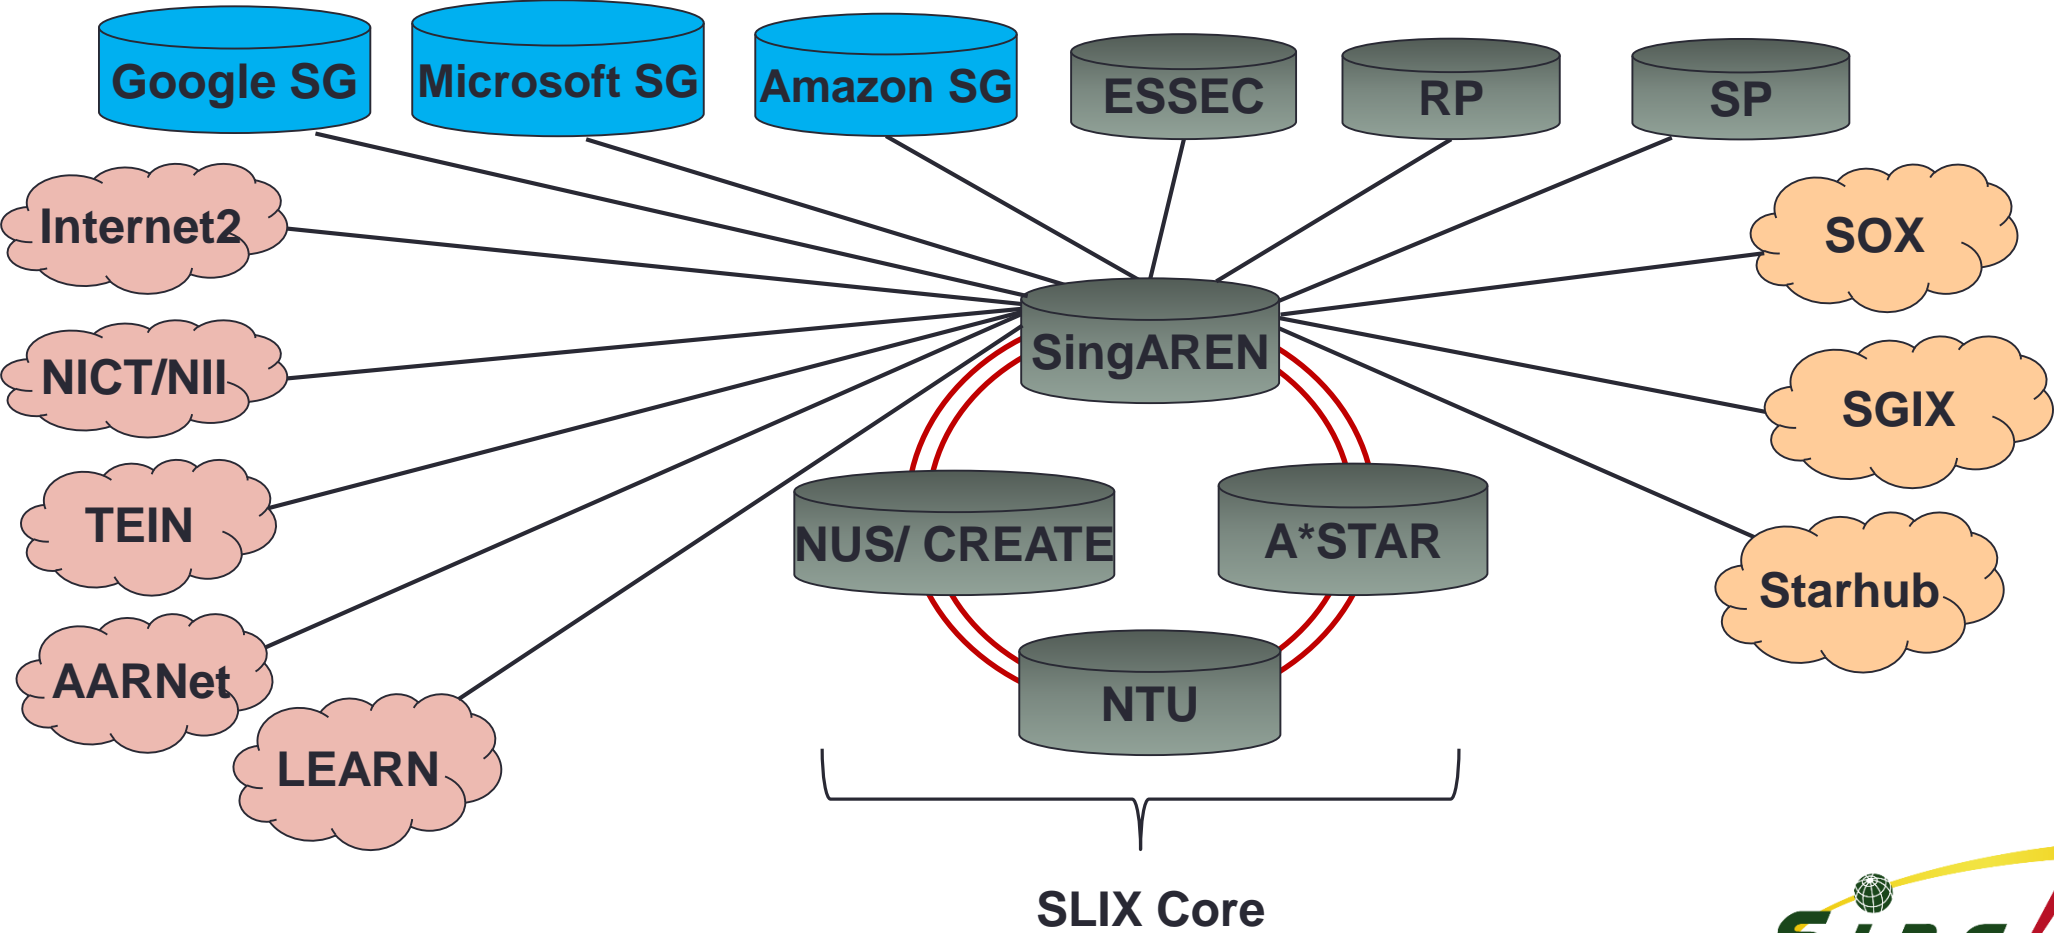 Google SG
Microsoft SG
Amazon SG
ESSEC
RP
SP
Internet2
SOX
NICT/NII
SingAREN
SGIX
TEIN
NUS/ CREATE
A*STAR
Starhub
AARNet
NTU
LEARN
SLIX Core